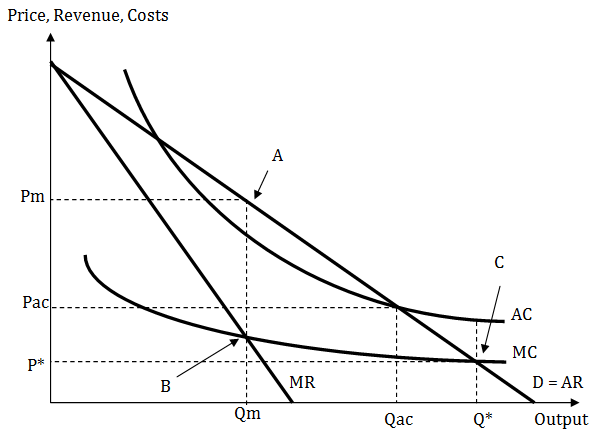 Price, Revenue, Costs
A
Pm
C
Pac
AC
MC
P*
B
MR
D = AR
Qm
Qac
Q*
Output